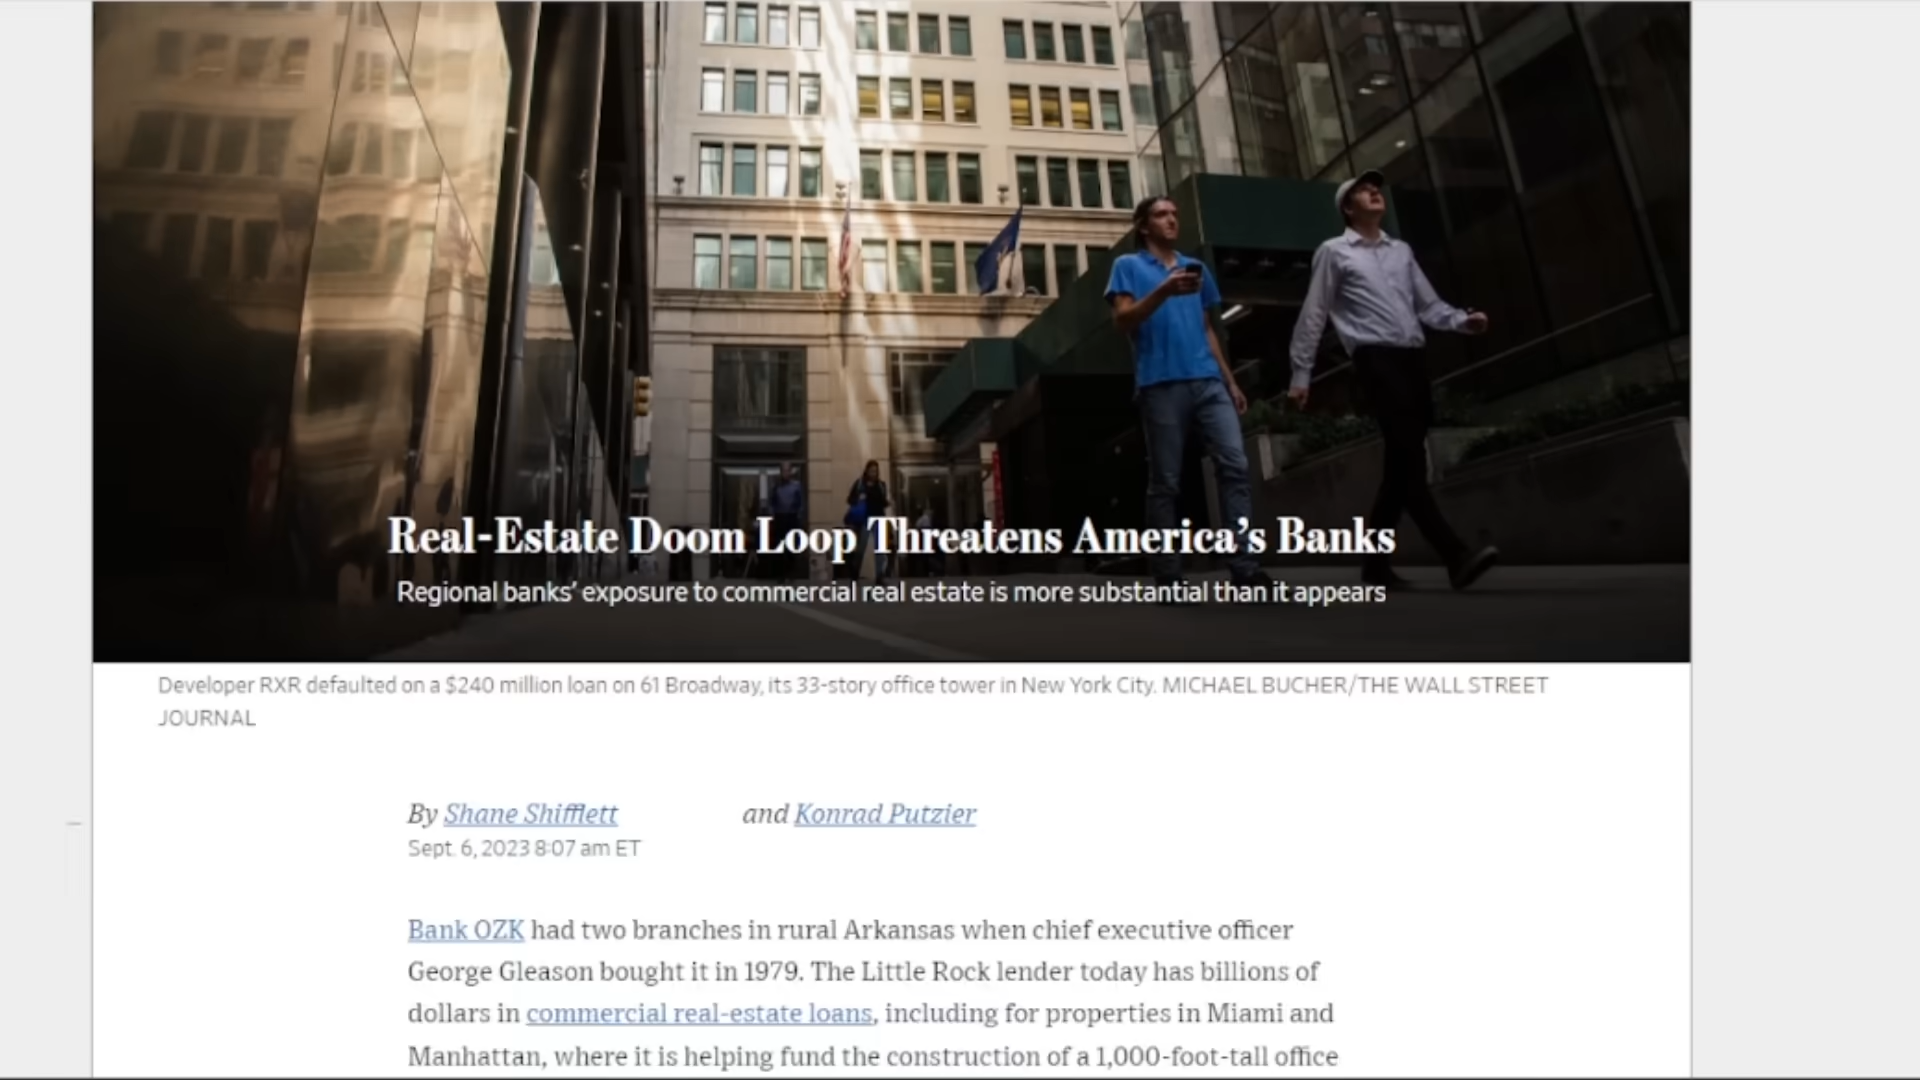 Real-Estate Doom Loop Threatens America’s Banks
Regional banks’ exposure to commercial real estate is more substantial than it appears
Developer RXR defaulted on a $240 million loan on 61 Broadway, its 33-story office tower in New York City. MICHAEL BUCHER/THE WALL STREET
JOURNAL
By Shane Shifflett and Konrad Putzier
Sept. 6, 2023 8:07 am ET
Bank OZK had two branches in rural Arkansas when chief executive officer
George Gleason bought it in 1979. The Little Rock lender today has billions of
dollars in commercial real-estate loans, including for properties in Miami and
Manhattan, where it is helping fund the construction of a 1,000-foot-tall office